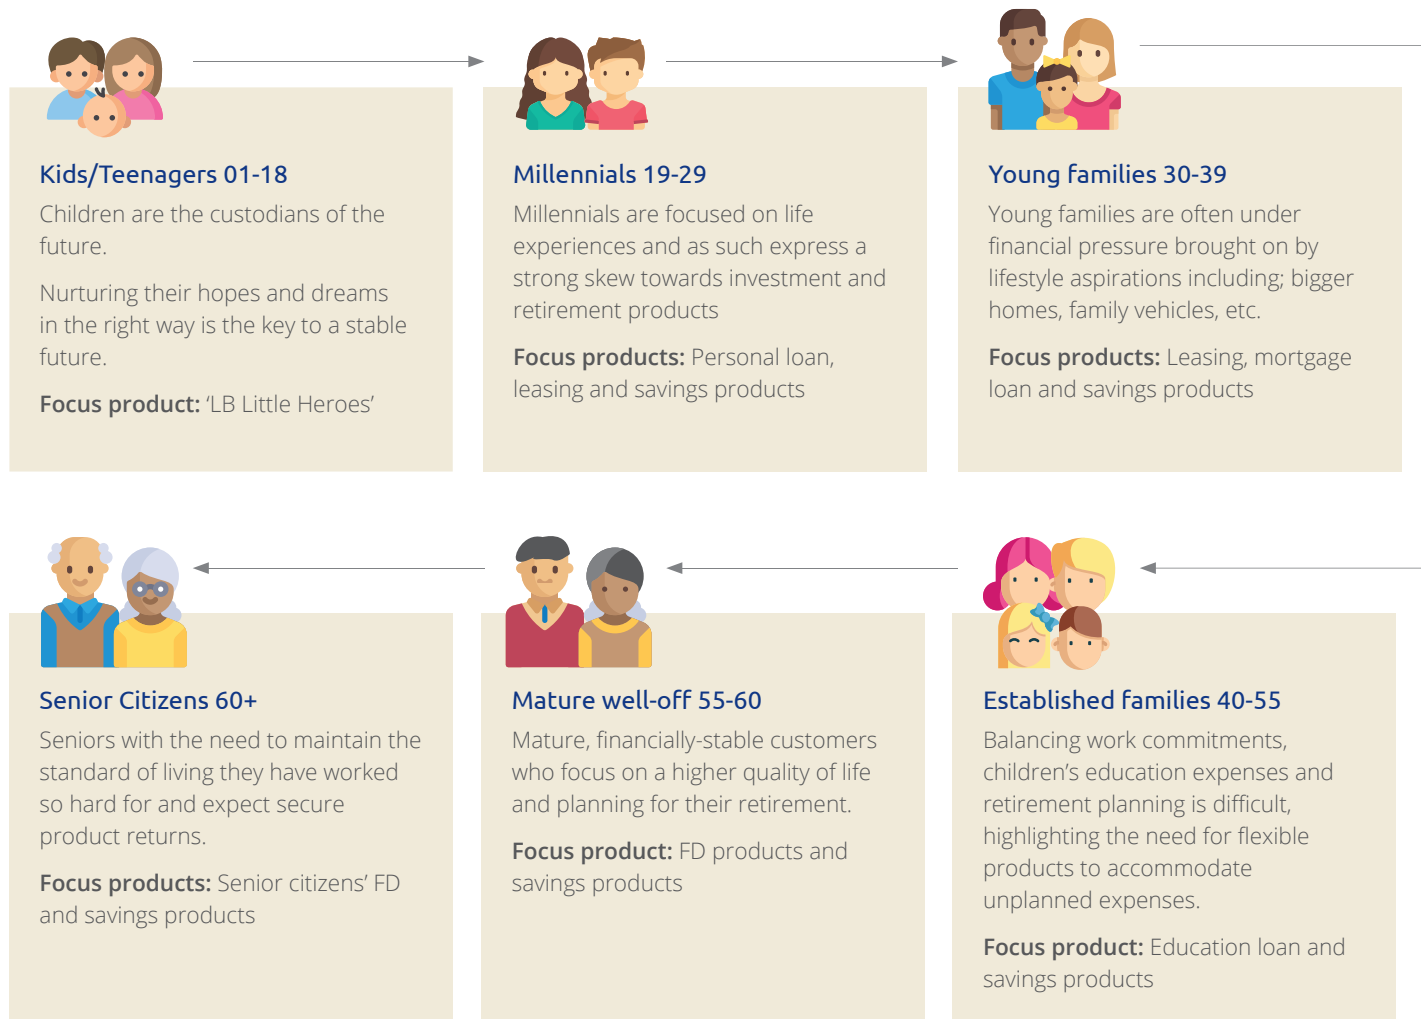 Kids/Teenagers 01-18
Children are the custodians of the
future.
Nurturing their hopes and dreams
in the right way is the key to a stable
future.
Focus product: ‘LB Little Heroes’
Millennials 19-29
Millennials are focused on life
experiences and as such express a
strong skew towards investment and
retirement products
Focus products: Personal loan,
leasing and savings products
Young families 30-39
Young families are often under
financial pressure brought on by
lifestyle aspirations including; bigger
homes, family vehicles, etc.
Focus products: Leasing, mortgage
loan and savings products
Established families 40-55
Balancing work commitments,
children’s education expenses and
retirement planning is difficult,
highlighting the need for flexible
products to accommodate
unplanned expenses.
Focus product: Education loan and
savings products
Mature well-off 55-60
Mature, financially-stable customers
who focus on a higher quality of life
and planning for their retirement.
Focus product: FD products and
savings products
Senior Citizens 60+
Seniors with the need to maintain the
standard of living they have worked
so hard for and expect secure
product returns.
Focus products: Senior citizens’ FD
and savings products